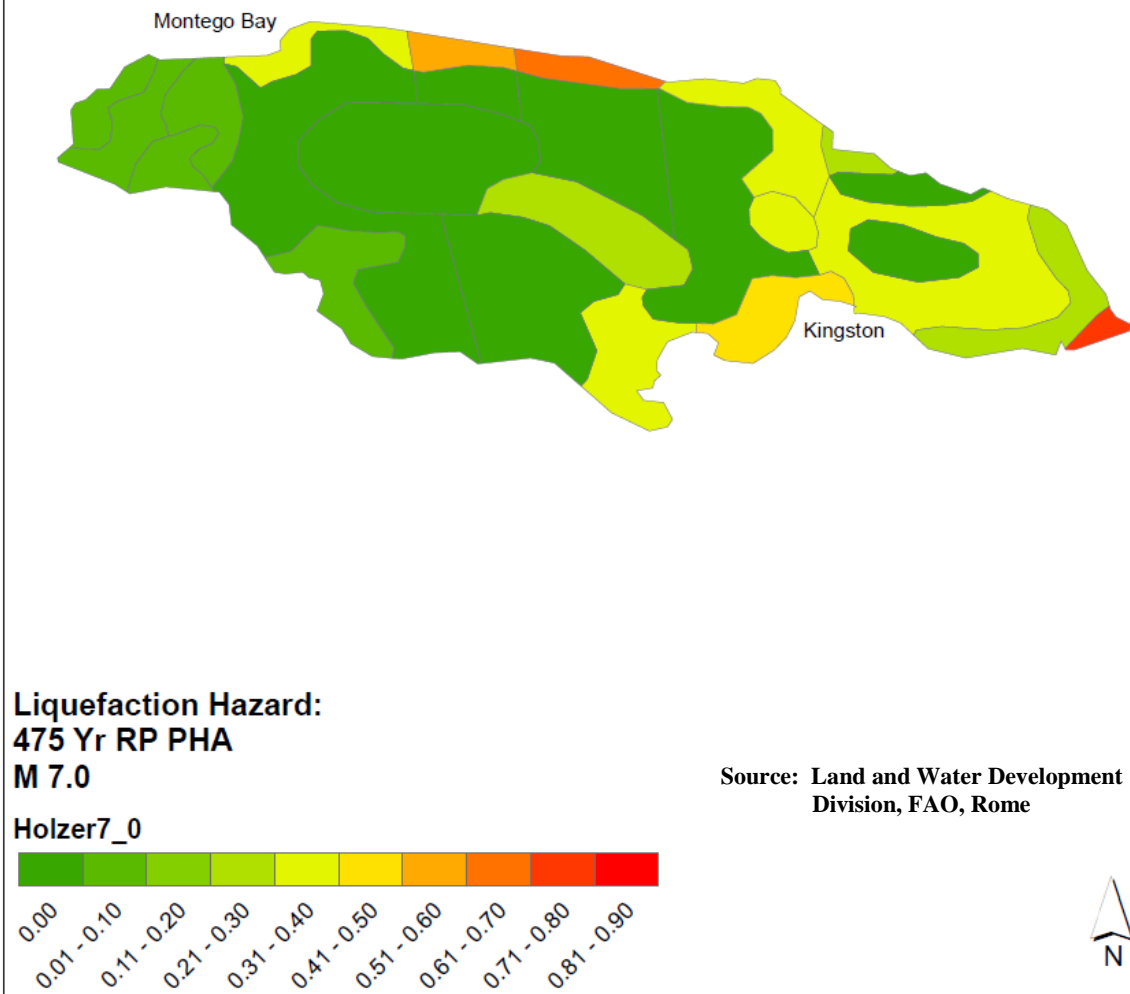 Montego Bay
Kingston
Liquefaction Hazard:
475 Yr RP PHA
M 7.0
Source: Land and Water Development
Division, FAO, Rome
Holzer7_0
0.00
0.01 - 0.10
0.11 - 0.20
0.21 - 0.30
0.31 - 0.40
0.41 - 0.50
0.51 - 0.60
0.61 - 0.70
0.71 - 0.80
0.81 - 0.90
N